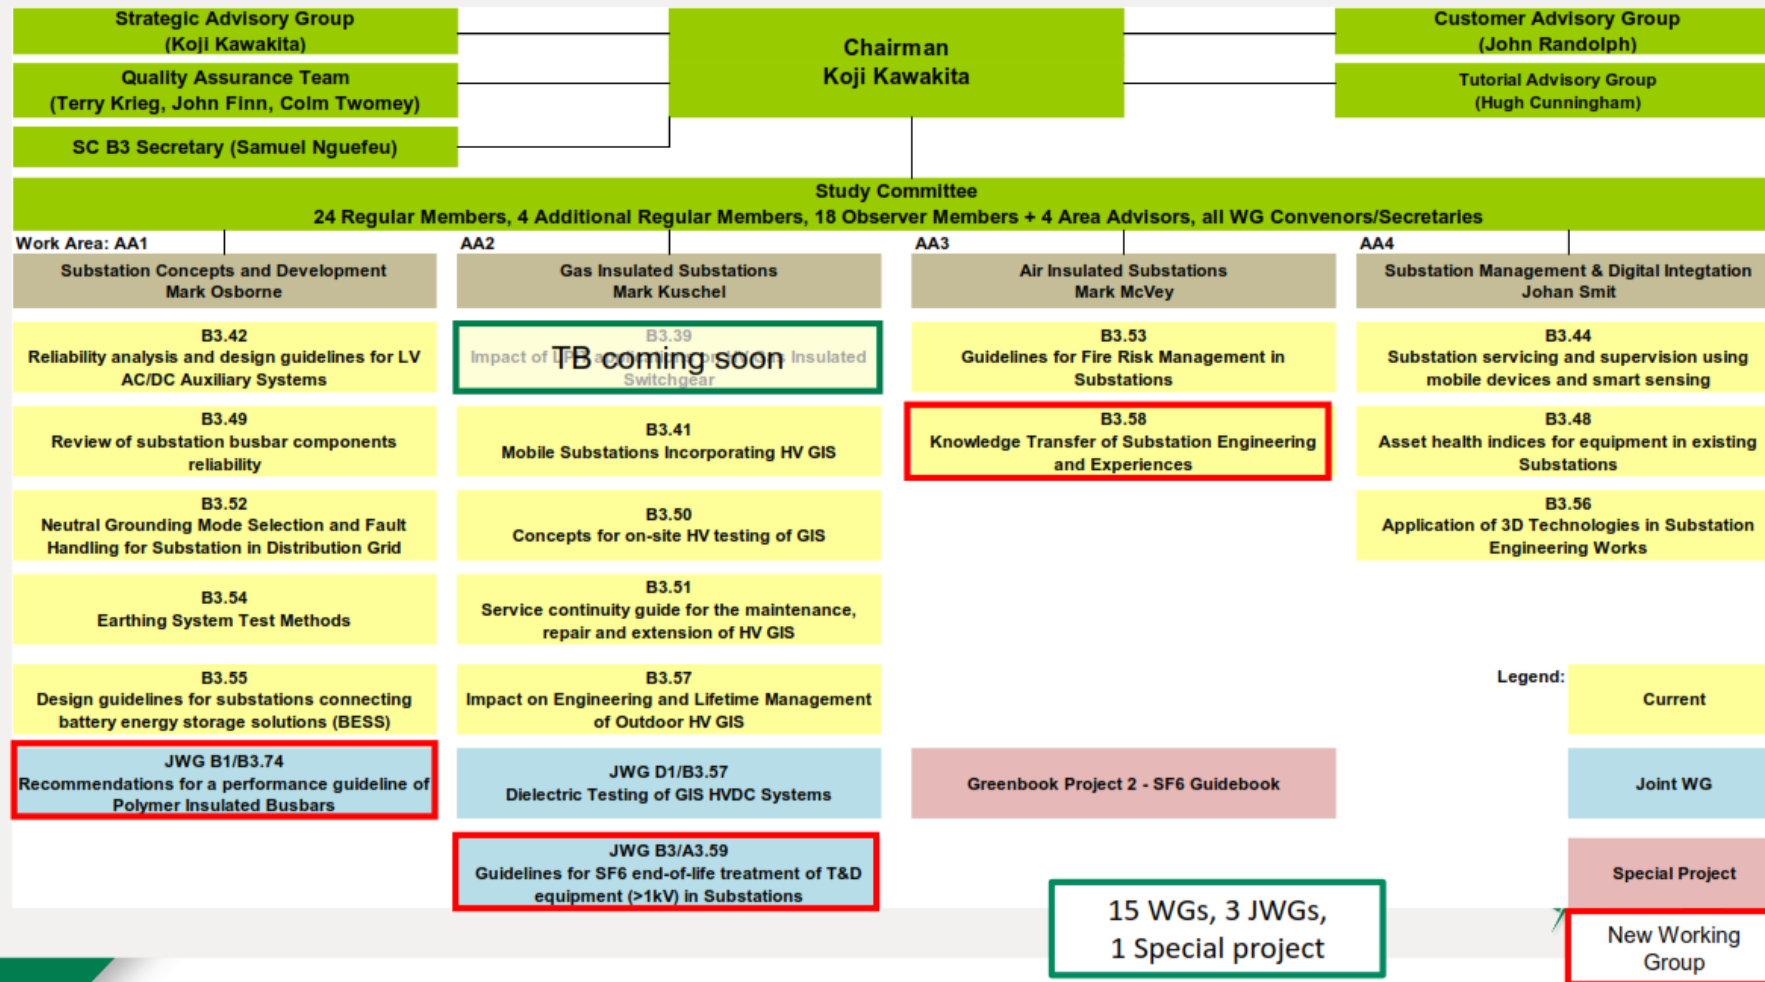 Strategic Advisory Group
(Koji Kawakita)
Chairman
Koji Kawakita
Customer Advisory Group
(John Randolph)
Quality Assurance Team
(Terry Krieg, John Finn, Colm Twomey)
Tutorial Advisory Group
(Hugh Cunningham)
SC B3 Secretary (Samuel Nguefeu)
Study Committee
24 Regular Members, 4 Additional Regular Members, 18 Observer Members + 4 Area Advisors, all WG Convenors/Secretaries
Work Area: AA1
Substation Concepts and Development
Mark Osborne
B3.42
Reliability analysis and design guidelines for LV
AC/DC Auxiliary Systems
B3.49
Review of substation busbar components
reliability
B3.52
Neutral Grounding Mode Selection and Fault
Handling for Substation in Distribution Grid
B3.54
Earthing System Test Methods
B3.55
Design guidelines for substations connecting
battery energy storage solutions (BESS)
JWG B1/B3.74
Recommendations for a performance guideline of
Polymer Insulated Busbars
AA2
Gas Insulated Substations
Mark Kuschel
B3.39
Impact of applications on HV Gas Insulated
Switchgear
TB coming soon
B3.41
Mobile Substations Incorporating HV GIS
B3.50
Concepts for on-site HV testing of GIS
B3.51
Service continuity guide for the maintenance,
repair and extension of HV GIS
B3.57
Impact on Engineering and Lifetime Management
of Outdoor HV GIS
JWG D1/B3.57
Dielectric Testing of GIS HVDC Systems
JWG B3/A3.59
Guidelines for SF6 end-of-life treatment of T&D
equipment (>1kV) in Substations
AA3
Air Insulated Substations
Mark McVey
B3.53
Guidelines for Fire Risk Management in
Substations
B3.58
Knowledge Transfer of Substation Engineering
and Experiences
Greenbook Project 2 - SF6 Guidebook
AA4
Substation Management & Digital Integtation
Johan Smit
B3.44
Substation servicing and supervision using
mobile devices and smart sensing
B3.48
Asset health indices for equipment in existing
Substations
B3.56
Application of 3D Technologies in Substation
Engineering Works
Legend:
Current
Joint WG
Special Project
New Working
Group
15 WGs, 3 JWGs,
1 Special project